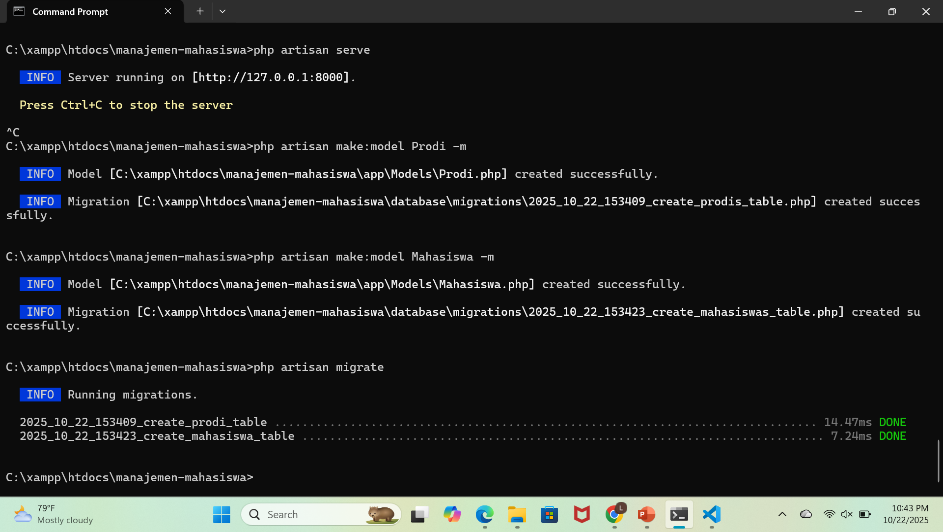 Command Prompt
C:\xampp\htdocs\manajemen-mahasiswa>php artisan serve
INFO Server running on [http://127.0.0.1:8000].
Press Ctrl+C to stop the server
^C
C:\xampp\htdocs\manajemen-mahasiswa>php artisan make:model Prodi -m
INFO Model [C:\xampp\htdocs\manajemen-mahasiswa\app\Models\Prodi.php] created successfully.
INFO Migration [C:\xampp\htdocs\manajemen-mahasiswa\database\migrations\2025_10_22_153409_create_prodis_table.php] created succes
sfully.
C:\xampp\htdocs\manajemen-mahasiswa>php artisan make:model Mahasiswa -m
INFO Model [C:\xampp\htdocs\manajemen-mahasiswa\app\Models\Mahasiswa.php] created successfully.
INFO Migration [C:\xampp\htdocs\manajemen-mahasiswa\database\migrations\2025_10_22_153423_create_mahasiswas_table.php] created su
ccessfully.
C:\xampp\htdocs\manajemen-mahasiswa>php artisan migrate
INFO Running migrations.
2025_10_22_153409_create_prodi_table ................................................................................ 14.47ms DONE
2025_10_22_153423_create_mahasiswa_table ............................................................................. 7.24ms DONE
C:\xampp\htdocs\manajemen-mahasiswa>
79°F
Mostly cloudy
Search
L
10:43 PM
10/22/2025